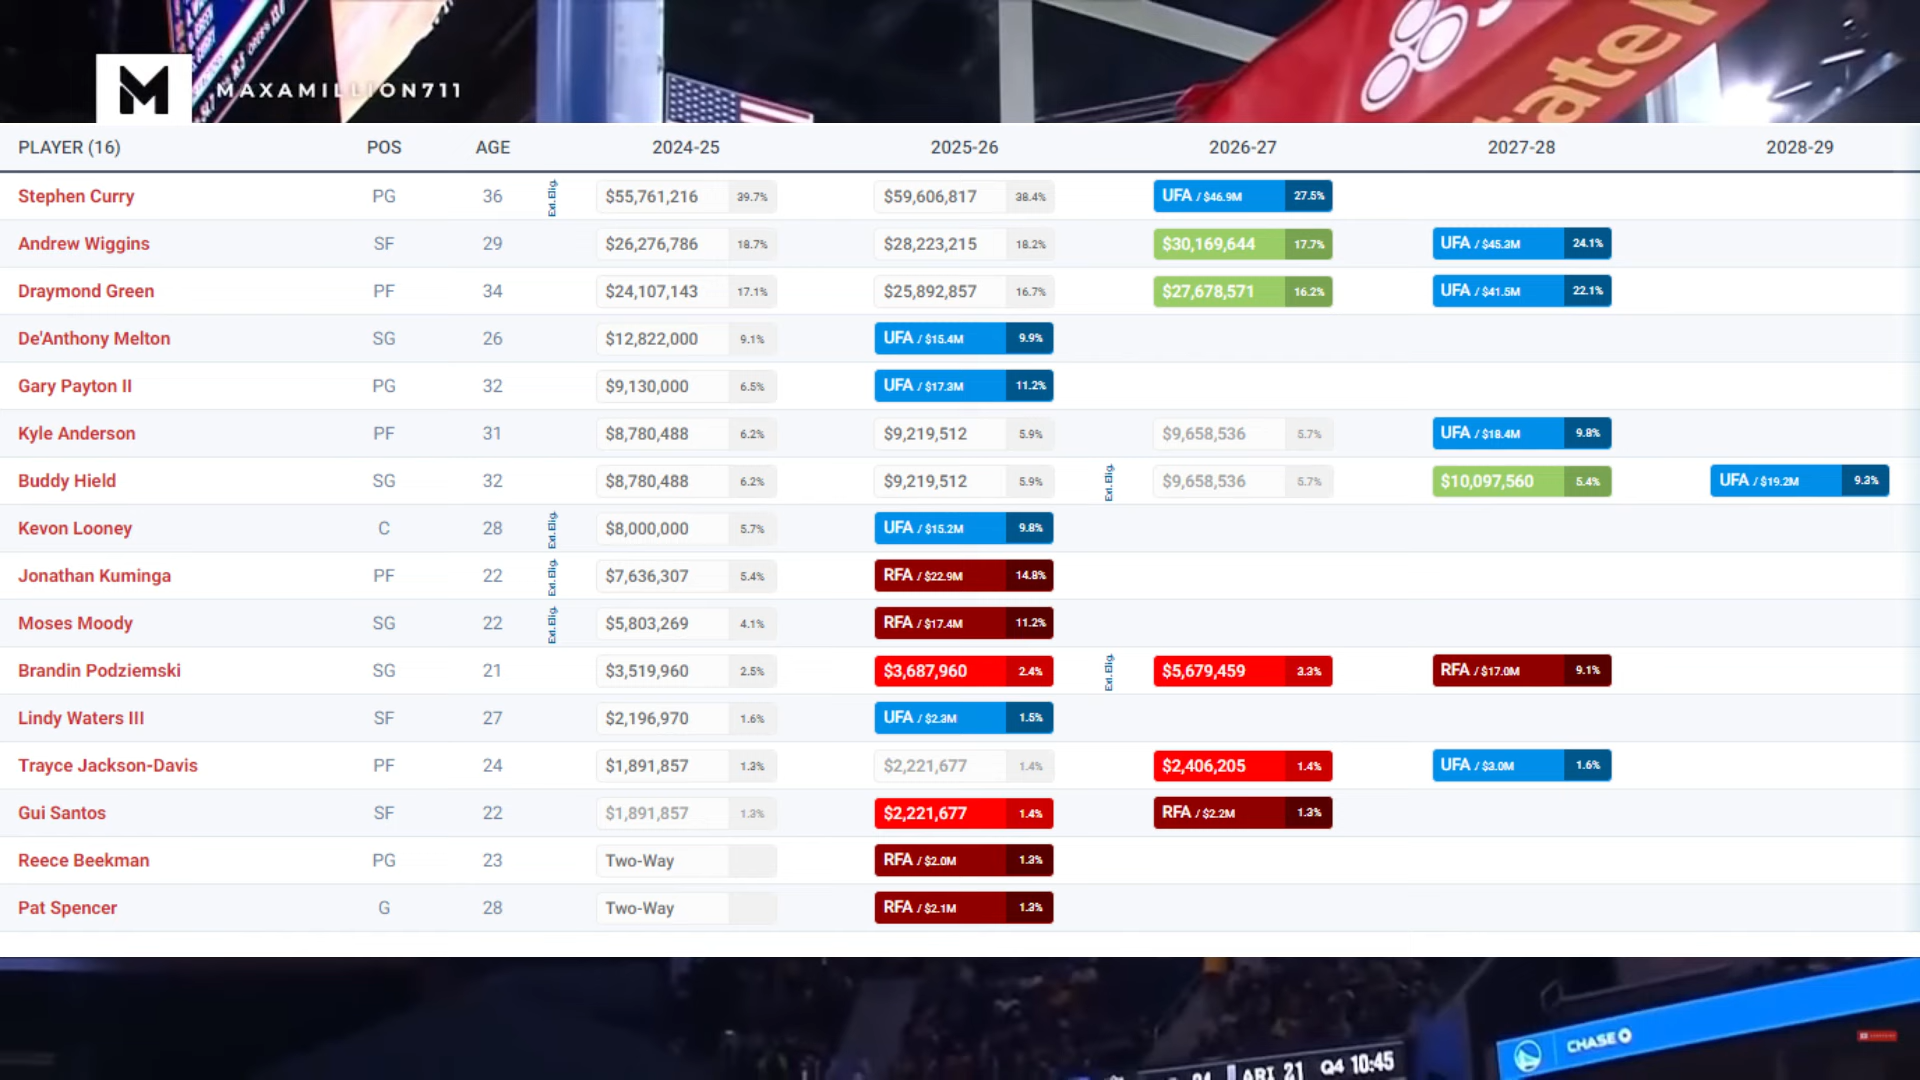 M MAXAMILLION711
ate
PLAYER (16) POS AGE 2024-25 2025-26 2026-27 2027-28 2028-29
Stephen Curry PG 36 Ext. Elig. $55,761,216 39.7% $59,606,817 38.4% UFA / $46.9M 27.5%
Andrew Wiggins SF 29 $26,276,786 18.7% $28,223,215 18.2% $30,169,644 17.7% UFA / $45.3M 24.1%
Draymond Green PF 34 $24,107,143 17.1% $25,892,857 16.7% $27,678,571 16.2% UFA / $41.5M 22.1%
De'Anthony Melton SG 26 $12,822,000 9.1% UFA / $15.4M 9.9%
Gary Payton II PG 32 $9,130,000 6.5% UFA / $17.3M 11.2%
Kyle Anderson PF 31 $8,780,488 6.2% $9,219,512 5.9% $9,658,536 5.7% UFA / $18.4M 9.8%
Buddy Hield SG 32 $8,780,488 6.2% $9,219,512 5.9% Ext. Elig. $9,658,536 5.7% $10,097,560 5.4% UFA / $19.2M 9.3%
Kevon Looney C 28 Ext. Elig. $8,000,000 5.7% UFA / $15.2M 9.8%
Jonathan Kuminga PF 22 Ext. Elig. $7,636,307 5.4% RFA / $22.9M 14.8%
Moses Moody SG 22 Ext. Elig. $5,803,269 4.1% RFA / $17.4M 11.2%
Brandin Podziemski SG 21 $3,519,960 2.5% $3,687,960 2.4% Ext. Elig. $5,679,459 3.3% RFA / $17.0M 9.1%
Lindy Waters III SF 27 $2,196,970 1.6% UFA / $2.3M 1.5%
Trayce Jackson-Davis PF 24 $1,891,857 1.3% $2,221,677 1.4% $2,406,205 1.4% UFA / $3.0M 1.6%
Gui Santos SF 22 $1,891,857 1.3% $2,221,677 1.4% RFA / $2.2M 1.3%
Reece Beekman PG 23 Two-Way RFA / $2.0M 1.3%
Pat Spencer G 28 Two-Way RFA / $2.1M 1.3%
CHASE
ARI 21 Q4 10:45